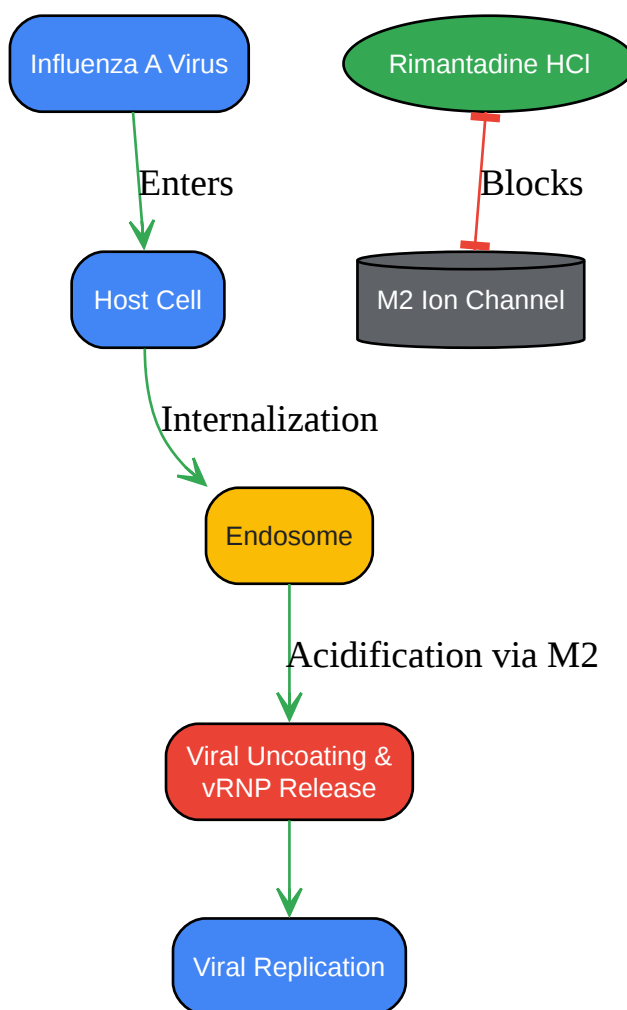 Influenza A Virus
Rimantadine HCl
Enters
Blocks
Host Cell
M2 Ion Channel
Internalization
Endosome
Acidification via M2
Viral Uncoating &
vRNP Release
Viral Replication